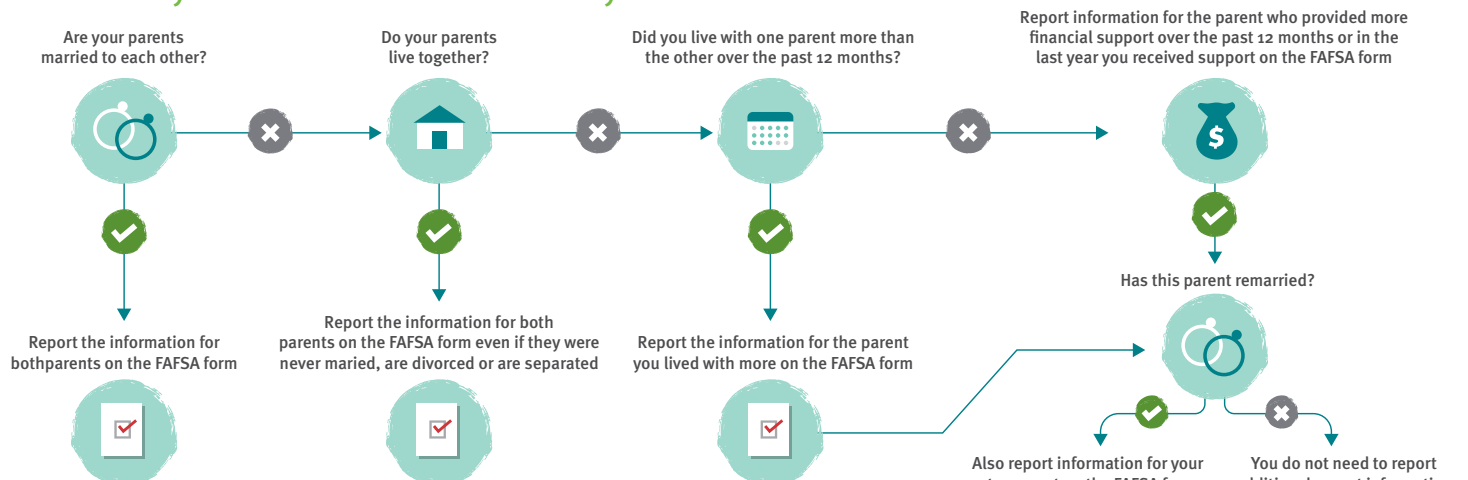 Are your parents
married to each other?
Do your parents
live together?
Did you live with one parent more than
the other over the past 12 months?
Report information for the parent who provided more
financial support over the past 12 months or in the
last year you received support on the FAFSA form
$
Has this parent remarried?
Report the information for
bothparents on the FAFSA form
Report the information for both
parents on the FAFSA form even if they were
never maried, are divorced or are separated
Report the information for the parent
you lived with more on the FAFSA form
Also report information for your
You do not need to report